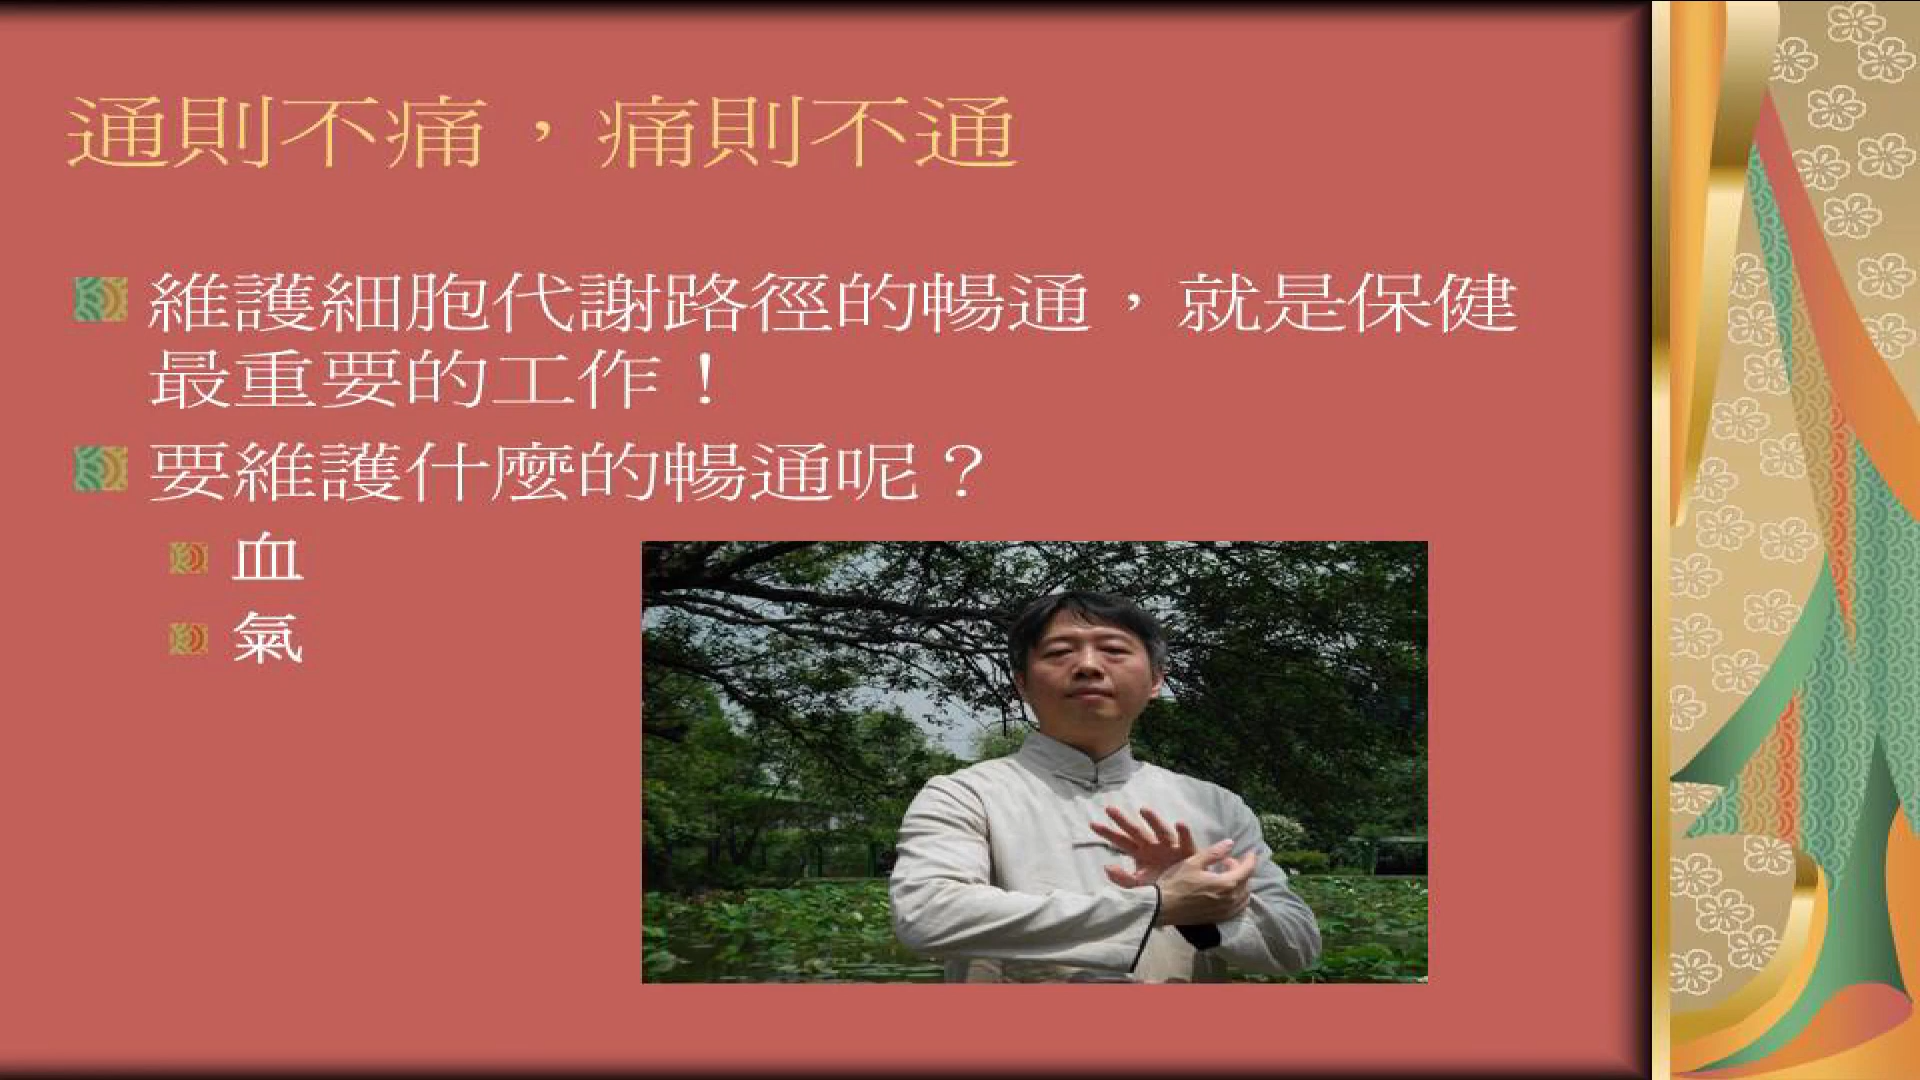 通則不痛，痛則不通
維護細胞代謝路徑的暢通，就是保健
最重要的工作！
要維護什麼的暢通呢？
血
氣